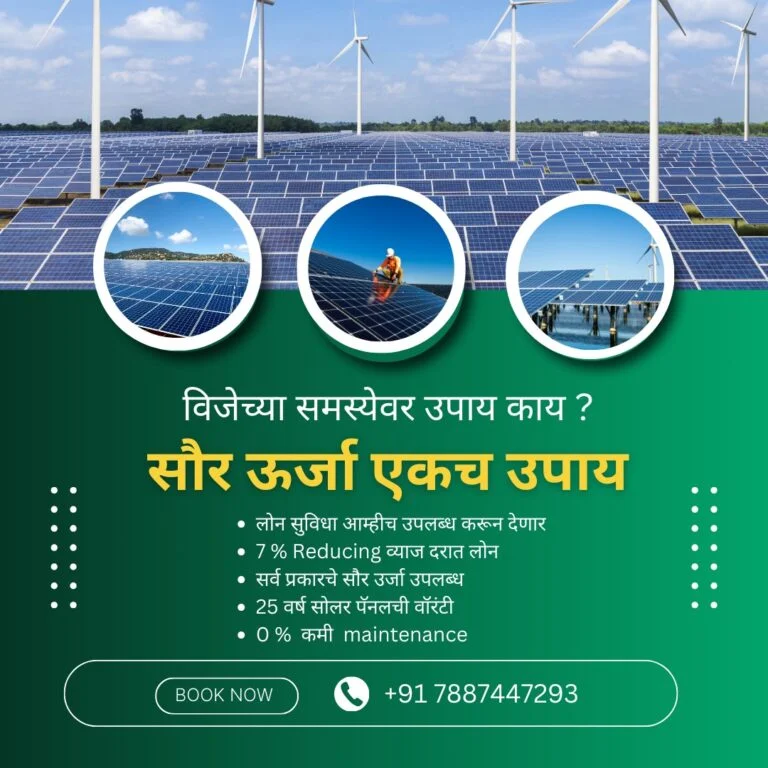 विजेच्या समस्येवर उपाय काय ?
सौर ऊर्जा एकच उपाय
• लोन सुविधा आम्हीच उपलब्ध करून देणार
• 7 % Reducing व्याज दरात लोन
• सर्व प्रकारचे सौर उर्जा उपलब्ध
• 25 वर्ष सोलर पॅनलची वॉरंटी
• 0 % कमी maintenance
BOOK NOW +91 7887447293